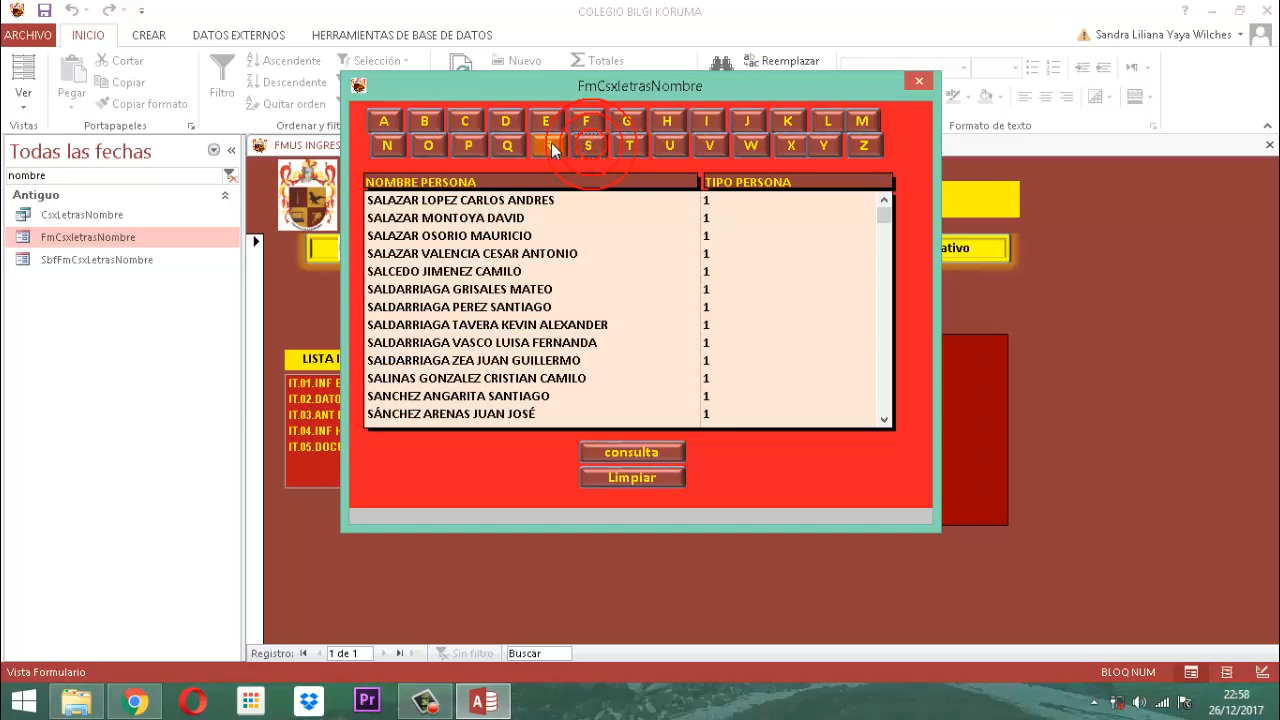 COLEGIO BILGI KORUMA
ARCHIVO INICIO CREAR DATOS EXTERNOS HERRAMIENTAS DE BASE DE DATOS Sandra Liliana Yaya Wilches
Ver Pegar Cortar Copiar Copiar formato Filtro Ascendente Descendente Quitar Selección Nuevo Totales Reemplazar
Vistas Portapapeles Ordenar y Formato de texto
FmCsxletrasNombre
A B C D E F G H I J K L M
N O P Q S T U V W X Y Z
Todas las fechas
nombre
Antiguo
CsxLetrasNombre
FmCsxletrasNombre
SbfFmCsxLetrasNombre
FMUS INGRES
NOMBRE PERSONA TIPO PERSONA
SALAZAR LOPEZ CARLOS ANDRES 1
SALAZAR MONTOYA DAVID 1
SALAZAR OSORIO MAURICIO 1
SALAZAR VALENCIA CESAR ANTONIO 1
SALCEDO JIMENEZ CAMILO 1
SALDARRIAGA GRISALES MATEO 1
SALDARRIAGA PEREZ SANTIAGO 1
SALDARRIAGA TAVERA KEVIN ALEXANDER 1
SALDARRIAGA VASCO LUISA FERNANDA 1
SALDARRIAGA ZEA JUAN GUILLERMO 1
SALINAS GONZALEZ CRISTIAN CAMILO 1
SANCHEZ ANGARITA SANTIAGO 1
SÁNCHEZ ARENAS JUAN JOSÉ 1
consulta
Limpiar
ativo
LISTA
IT.01.INF
IT.02.DATO
IT.03.ANT
IT.04.INF
IT.05.DOCU
Registro: 1 de 1 Sin filtro Buscar
Vista Formulario BLOQ NUM
Pr
22:58
26/12/2017